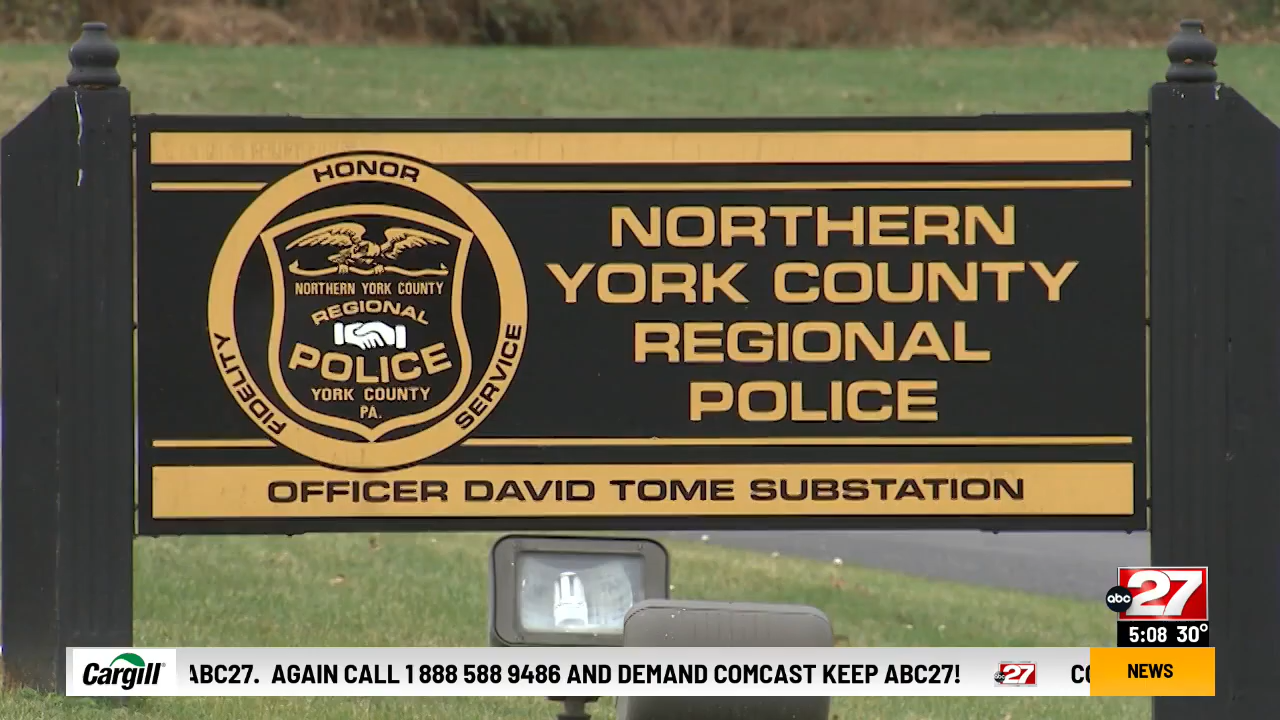 HONOR
FIDELITY
SERVICE
NORTHERN YORK COUNTY
REGIONAL
POLICE
YORK COUNTY
PA.
NORTHERN
YORK COUNTY
REGIONAL
POLICE
OFFICER DAVID TOME SUBSTATION
abc 27
5:08 30°
Cargill
ABC27. AGAIN CALL 1 888 588 9486 AND DEMAND COMCAST KEEP ABC27!
abc 27
NEWS